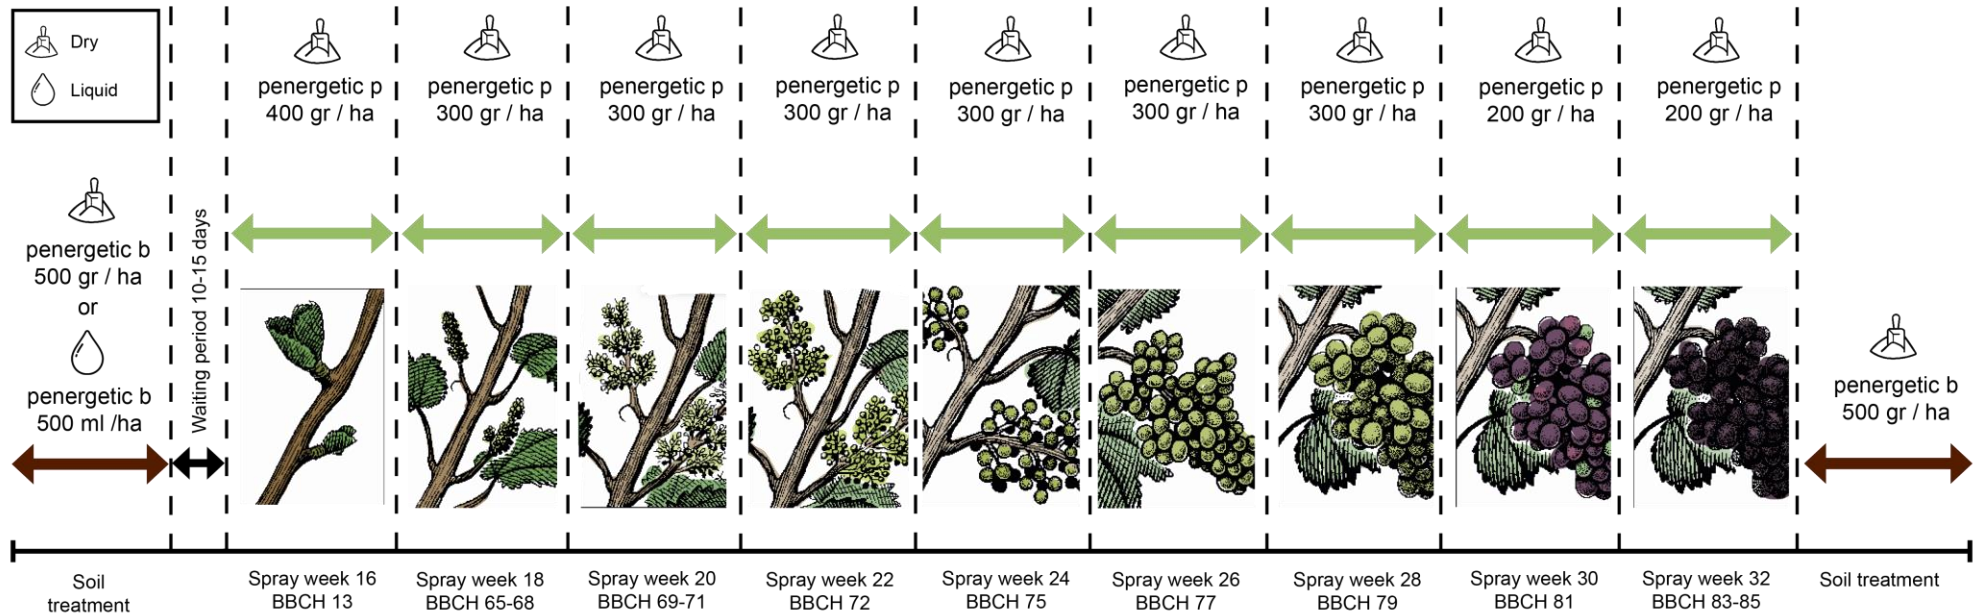 Dry
Liquid
penergetic b
500 gr / ha
or
penergetic b
500 ml /ha
Waiting period 10-15 days
penergetic p
400 gr / ha
penergetic p
300 gr / ha
penergetic p
300 gr / ha
penergetic p
300 gr / ha
penergetic p
300 gr / ha
penergetic p
300 gr / ha
penergetic p
300 gr / ha
penergetic p
200 gr / ha
penergetic p
200 gr / ha
penergetic b
500 gr / ha
Soil
treatment
Spray week 16
BBCH 13
Spray week 18
BBCH 65-68
Spray week 20
BBCH 69-71
Spray week 22
BBCH 72
Spray week 24
BBCH 75
Spray week 26
BBCH 77
Spray week 28
BBCH 79
Spray week 30
BBCH 81
Spray week 32
BBCH 83-85
Soil treatment